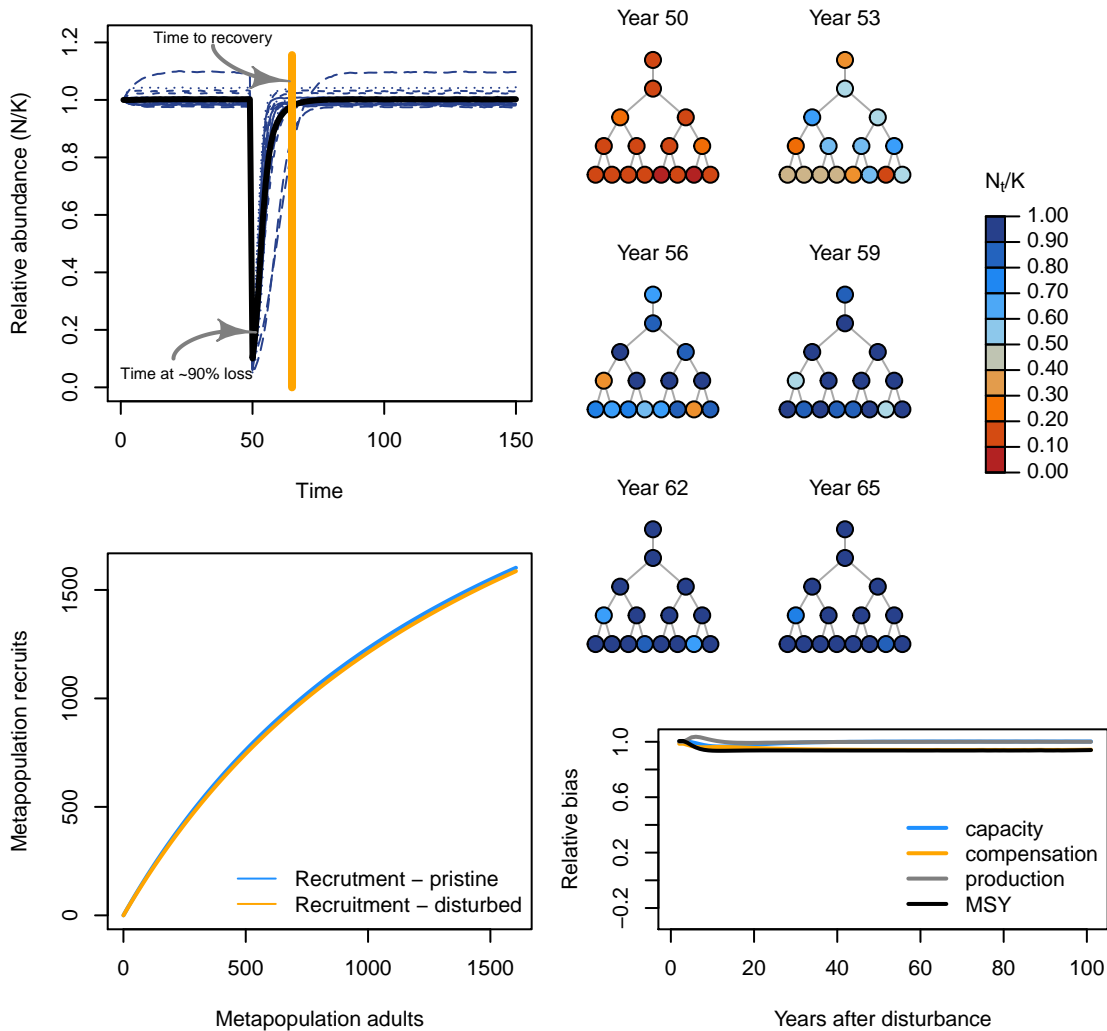 Relative abundance (N/K)
0.0
0.2
0.4
0.6
0.8
1.0
1.2
Time to recovery
Time at ~90% loss
0
50
100
150
Time
Year 50
Year 53
Year 56
Year 59
Year 62
Year 65
Nt/K
1.00
0.90
0.80
0.70
0.60
0.50
0.40
0.30
0.20
0.10
0.00
Metapopulation recruits
0
500
1000
1500
Recrutment – pristine
Recruitment – disturbed
0
500
1000
1500
Metapopulation adults
Relative bias
−0.2
0.2
0.6
1.0
capacity
compensation
production
MSY
0
20
40
60
80
100
Years after disturbance